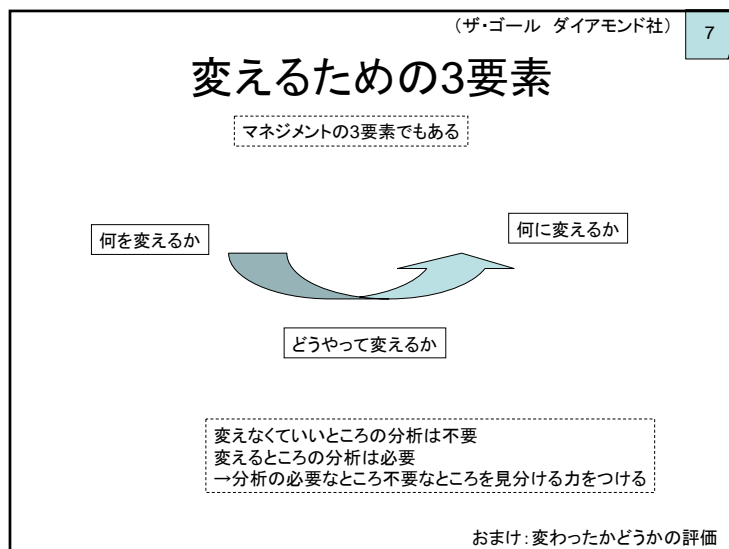 (ザ・ゴール ダイアモンド社)
7
変えるための3要素
マネジメントの3要素でもある
何を変えるか
何に変えるか
どうやって変えるか
変えなくていいところの分析は不要
変えるところの分析は必要
→分析の必要なところ不要なところを見分ける力をつける
おまけ:変わったかどうかの評価